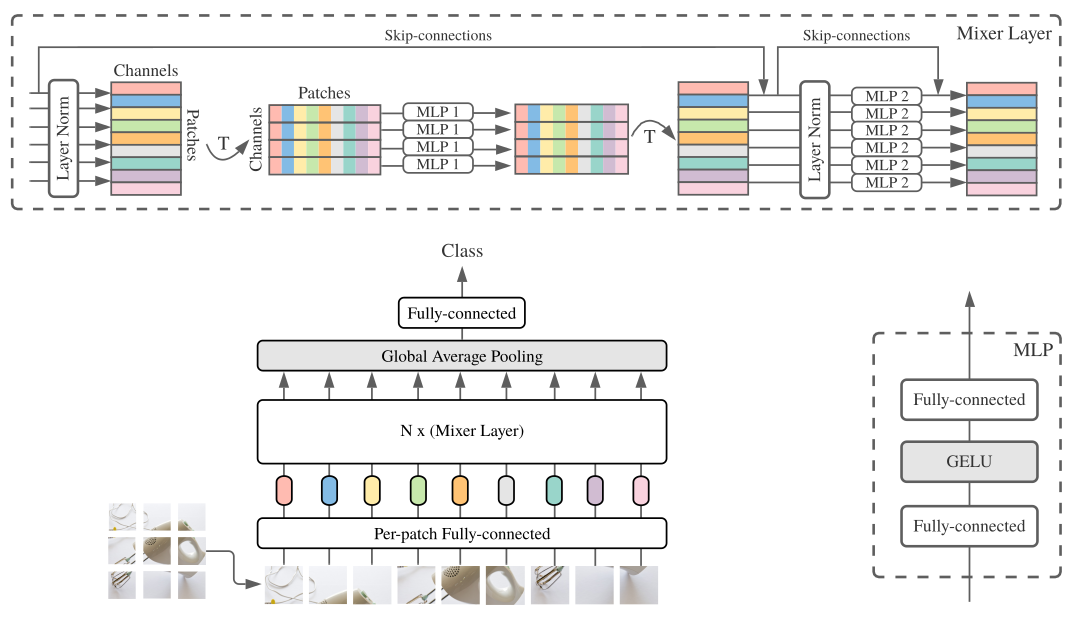 Skip-connections
Skip-connections
Mixer Layer
Channels
Layer Norm
Patches
T
Patches
Channels
MLP 1
MLP 1
MLP 1
MLP 1
T
Layer Norm
MLP 2
MLP 2
MLP 2
MLP 2
MLP 2
MLP 2
Class
Fully-connected
Global Average Pooling
N x (Mixer Layer)
Per-patch Fully-connected
MLP
Fully-connected
GELU
Fully-connected